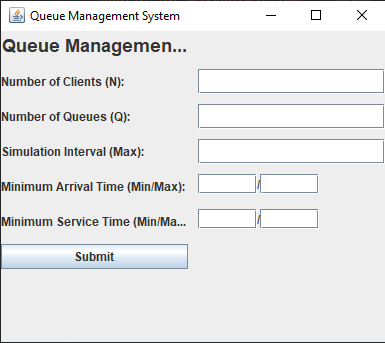 Queue Management System
Queue Managemen...
Number of Clients (N):
Number of Queues (Q):
Simulation Interval (Max):
Minimum Arrival Time (Min/Max): /
Minimum Service Time (Min/Ma... /
Submit